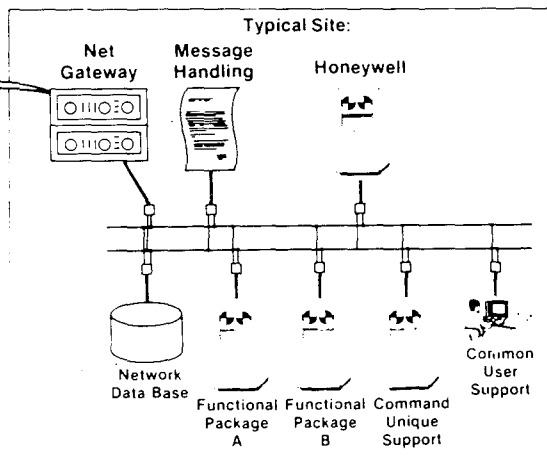 Typical Site:
Net
Gateway
Message
Handling
Honeywell
Network
Data Base
Functional
Package
A
Functional
Package
B
Command
Unique
Support
Common
User
Support